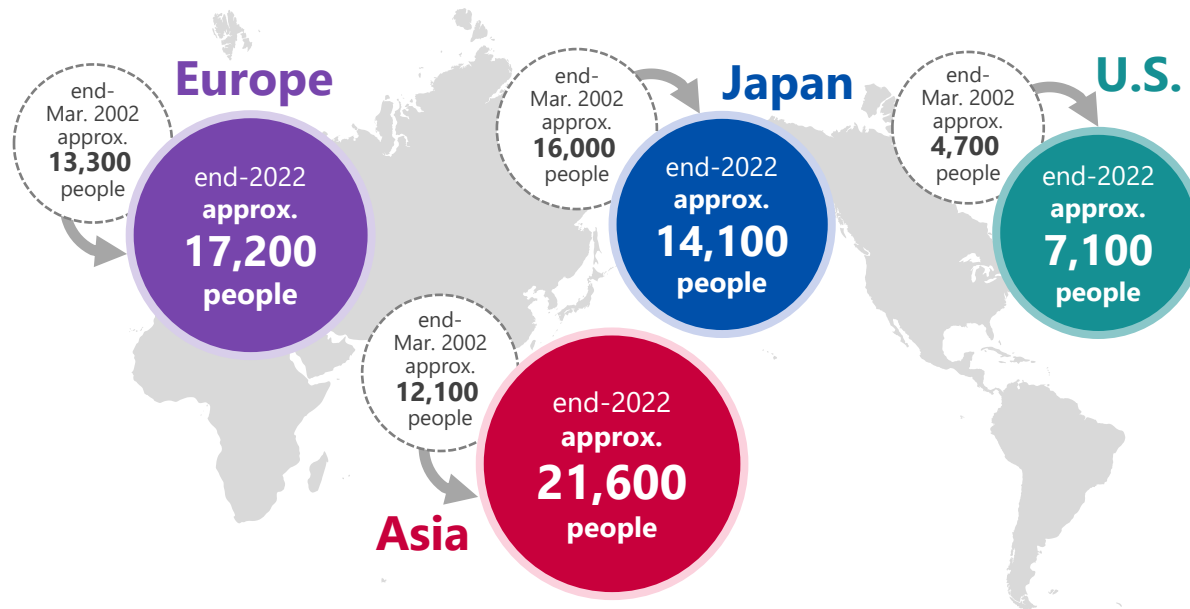 Europe
end-
Mar. 2002
approx.
13,300
people
end-2022
approx.
17,200
people
Japan
end-
Mar. 2002
approx.
16,000
people
end-2022
approx.
14,100
people
U.S.
end-
Mar. 2002
approx.
4,700
people
end-2022
approx.
7,100
people
Asia
end-
Mar. 2002
approx.
12,100
people
end-2022
approx.
21,600
people